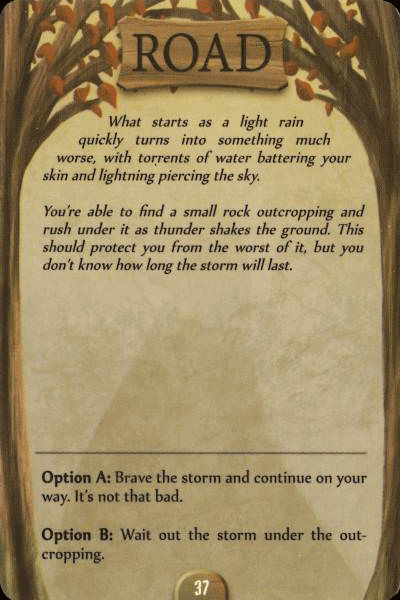 ROAD
What starts as a light rain
quickly turns into something much
worse, with torrents of water battering your
skin and lightning piercing the sky.
You're able to find a small rock outcropping and
rush under it as thunder shakes the ground. This
should protect you from the worst of it, but you
don't know how long the storm will last.
Option A: Brave the storm and continue on your
way. It's not that bad.
Option B: Wait out the storm under the out-
cropping.
37